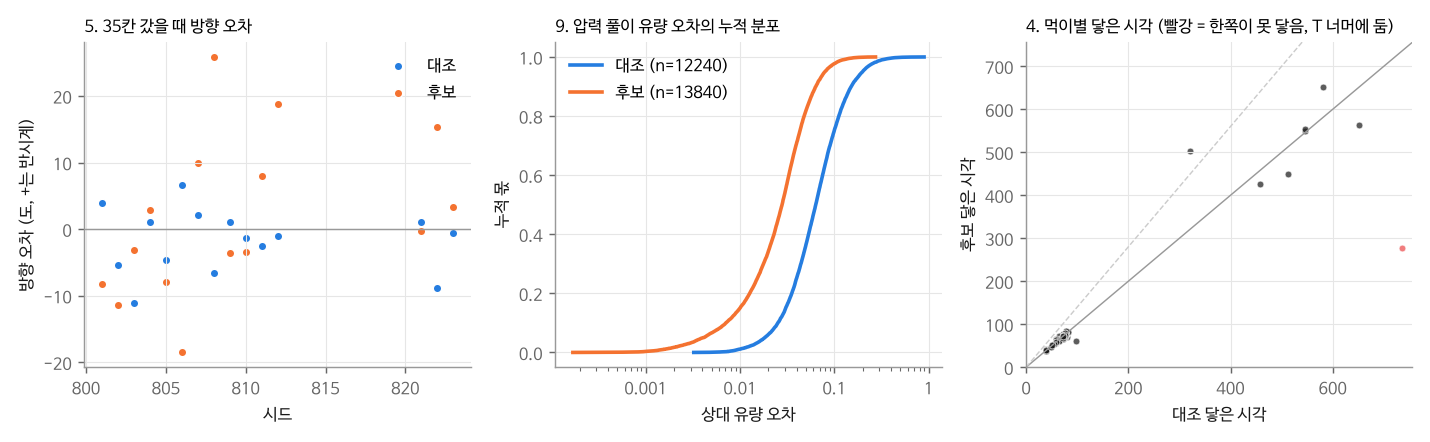 5. 35칸 갔을 때 방향 오차
대조
후보
20
10
0
−10
−20
방향 오차 (도, +는 반시계)
800
805
810
815
820
시드
9. 압력 풀이 유량 오차의 누적 분포
대조 (n=12240)
후보 (n=13840)
1.0
0.8
0.6
0.4
0.2
0.0
누적 몫
0.001
0.01
0.1
1
상대 유량 오차
4. 먹이별 닿은 시각 (빨강 = 한쪽이 못 닿음, T 너머에 둠)
700
600
500
400
300
200
100
0
후보 닿은 시각
0
200
400
600
대조 닿은 시각